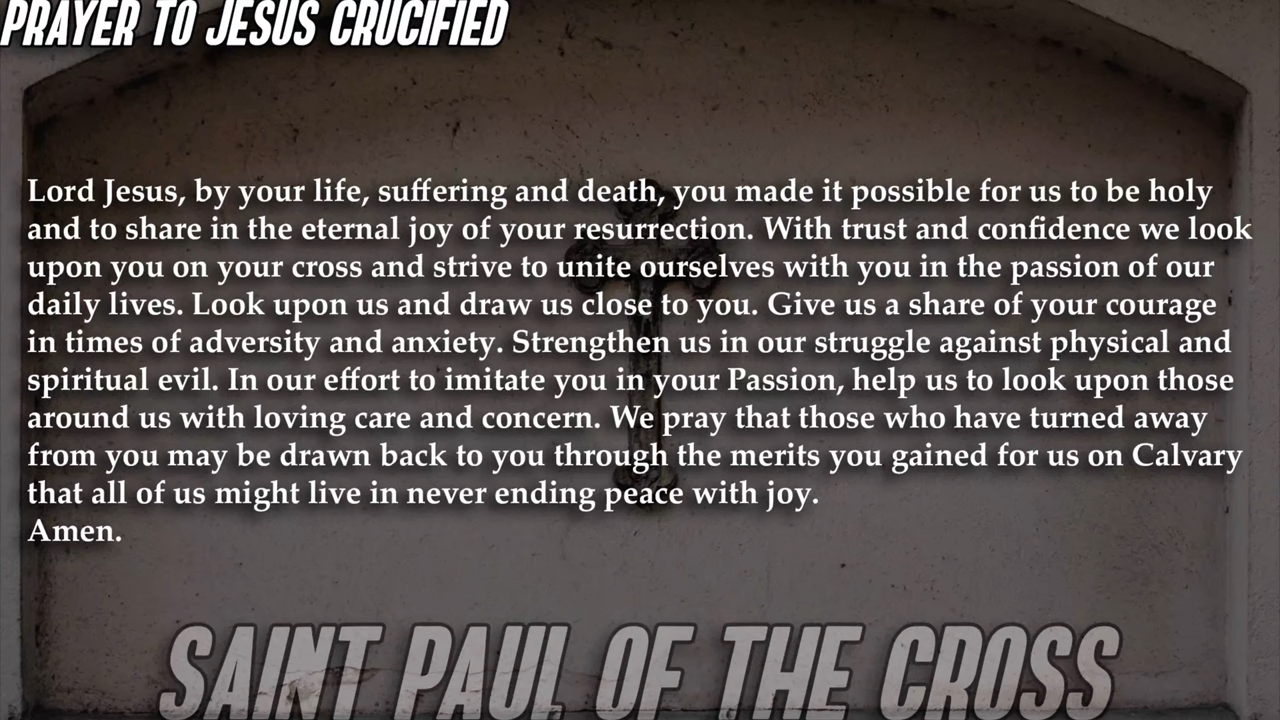 PRAYER TO JESUS CRUCIFIED
Lord Jesus, by your life, suffering and death, you made it possible for us to be holy
and to share in the eternal joy of your resurrection. With trust and confidence we look
upon you on your cross and strive to unite ourselves with you in the passion of our
daily lives. Look upon us and draw us close to you. Give us a share of your courage
in times of adversity and anxiety. Strengthen us in our struggle against physical and
spiritual evil. In our effort to imitate you in your Passion, help us to look upon those
around us with loving care and concern. We pray that those who have turned away
from you may be drawn back to you through the merits you gained for us on Calvary
that all of us might live in never ending peace with joy.
Amen.
SAINT PAUL OF THE CROSS